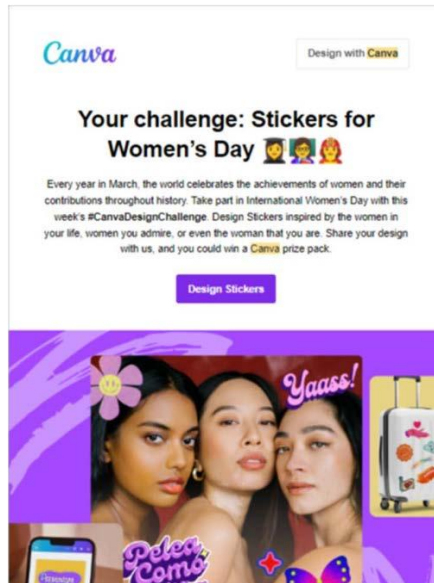 Canva
Design with Canva
Your challenge: Stickers for
Women's Day
Every year in March, the world celebrates the achievements of women and their
contributions throughout history. Take part in International Women's Day with this
week's #CanvaDesignChallenge. Design Stickers inspired by the women in
your life, women you admire, or even the woman that you are. Share your design
with us, and you could win a Canva prize pack.
Design Stickers
Yaass!
Pelea
Como